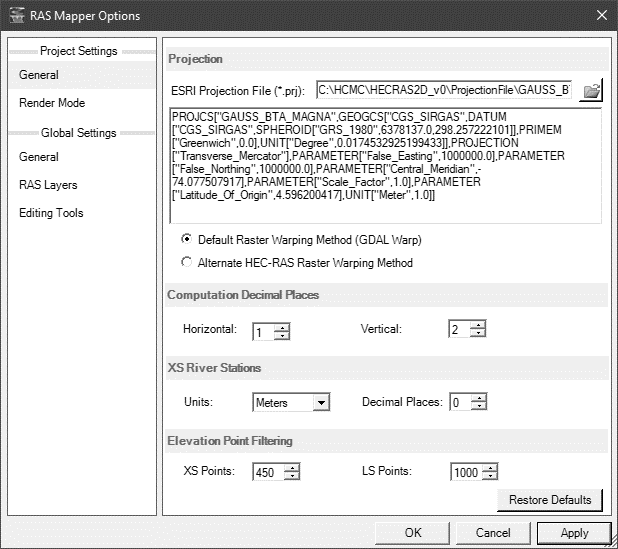 RAS Mapper Options
Project Settings
General
Render Mode
Global Settings
General
RAS Layers
Editing Tools
Projection
ESRI Projection File (*.prj): C:\HCMC\HECRAS2D_v0\ProjectionFile\GAUSS_B
PROJCS["GAUSS_BTA_MAGNA",GEOGCS["CGS_SIRGAS",DATUM
["CGS_SIRGAS",SPHEROID["GRS_1980",6378137.0,298.257222101]],PRIMEM
["Greenwich",0.0],UNIT["Degree",0.0174532925199433]],PROJECTION
["Transverse_Mercator"],PARAMETER["False_Easting",1000000.0],PARAMETER
["False_Northing",1000000.0],PARAMETER["Central_Meridian",-
74.077507917],PARAMETER["Scale_Factor",1.0],PARAMETER
["Latitude_Of_Origin",4.596200417],UNIT["Meter",1.0]]
Default Raster Warping Method (GDAL Warp)
Alternate HEC-RAS Raster Warping Method
Computation Decimal Places
Horizontal: 1 Vertical: 2
XS River Stations
Units: Meters Decimal Places: 0
Elevation Point Filtering
XS Points: 450 LS Points: 1000
Restore Defaults
OK Cancel Apply